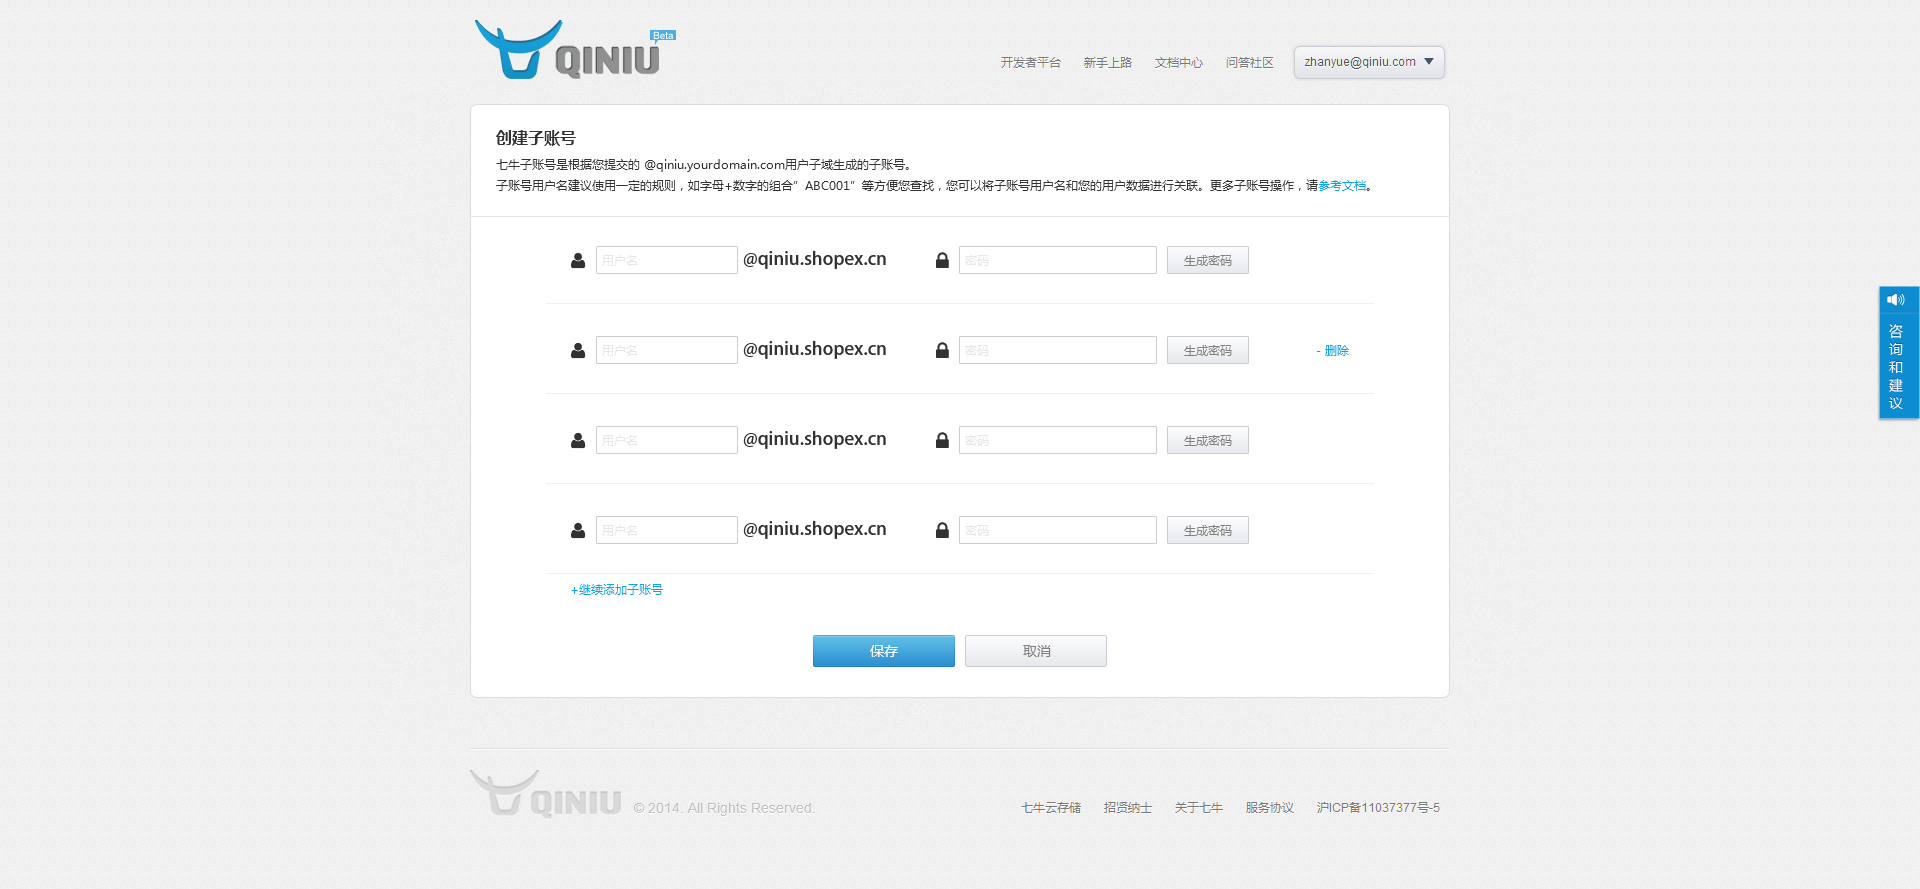 QINIU Beta
开发者平台 新手上路 文档中心 问答社区 zhanyue@qiniu.com
创建子账号
七牛子账号是根据您提交的 @qiniu.yourdomain.com用户子域生成的子账号。
子账号用户名建议使用一定的规则，如字母+数字的组合”ABC001”等方便您查找，您可以将子账号用户名和您的用户数据进行关联。更多子账号操作，请参考文档。
用户名 @qiniu.shopex.cn 密码 生成密码
用户名 @qiniu.shopex.cn 密码 生成密码 - 删除
用户名 @qiniu.shopex.cn 密码 生成密码
用户名 @qiniu.shopex.cn 密码 生成密码
+继续添加子账号
保存 取消
咨询和建议
QINIU © 2014. All Rights Reserved. 七牛云存储 招贤纳士 关于七牛 服务协议 沪ICP备11037377号-5